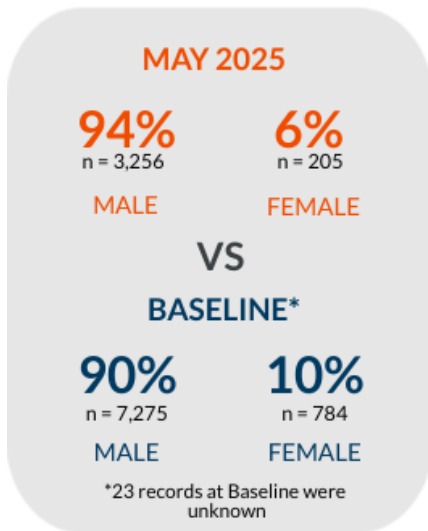 MAY 2025
94% 6%
n = 3,256 n = 205
MALE FEMALE
VS
BASELINE*
90% 10%
n = 7,275 n = 784
MALE FEMALE
*23 records at Baseline were
unknown